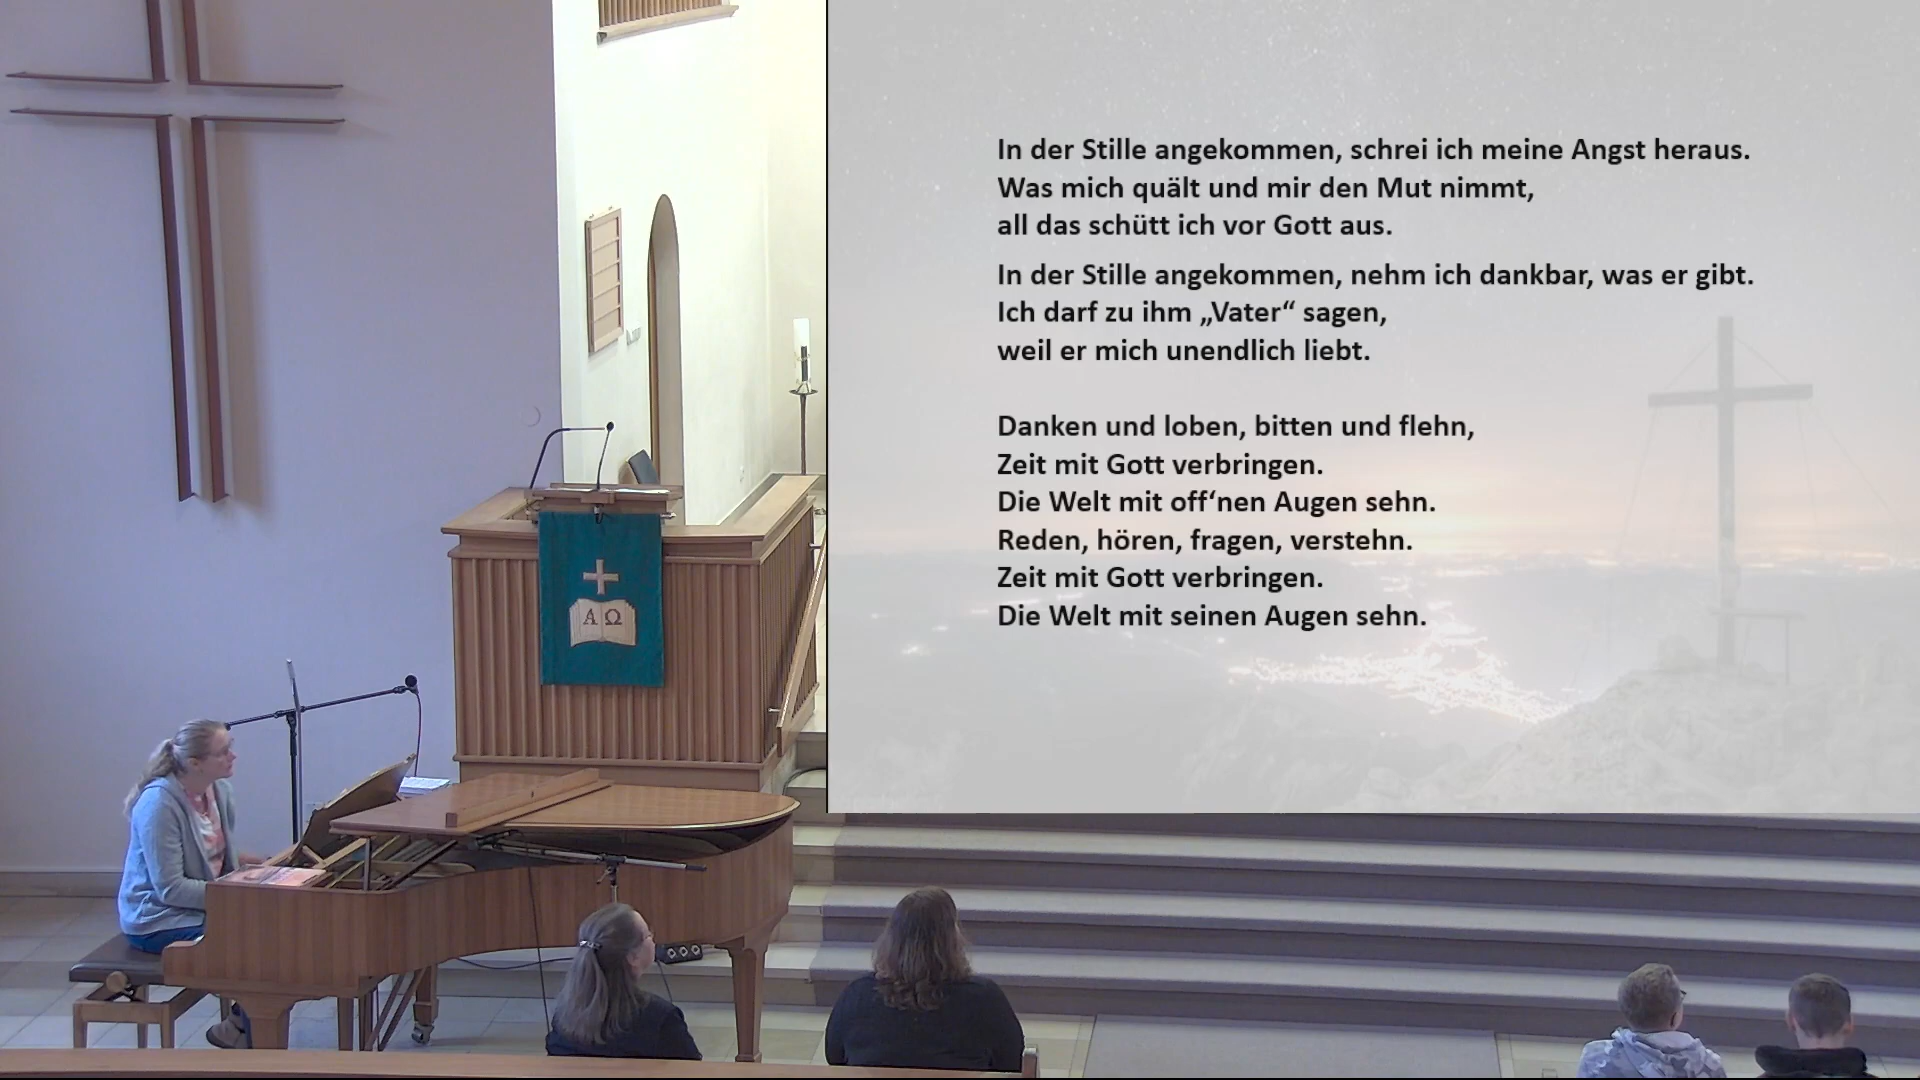 In der Stille angekommen, schrei ich meine Angst heraus.
Was mich quält und mir den Mut nimmt,
all das schütt ich vor Gott aus.
In der Stille angekommen, nehm ich dankbar, was er gibt.
Ich darf zu ihm „Vater“ sagen,
weil er mich unendlich liebt.
Danken und loben, bitten und flehn,
Zeit mit Gott verbringen.
Die Welt mit off‘nen Augen sehn.
Reden, hören, fragen, verstehn.
Zeit mit Gott verbringen.
Die Welt mit seinen Augen sehn.
Α Ω